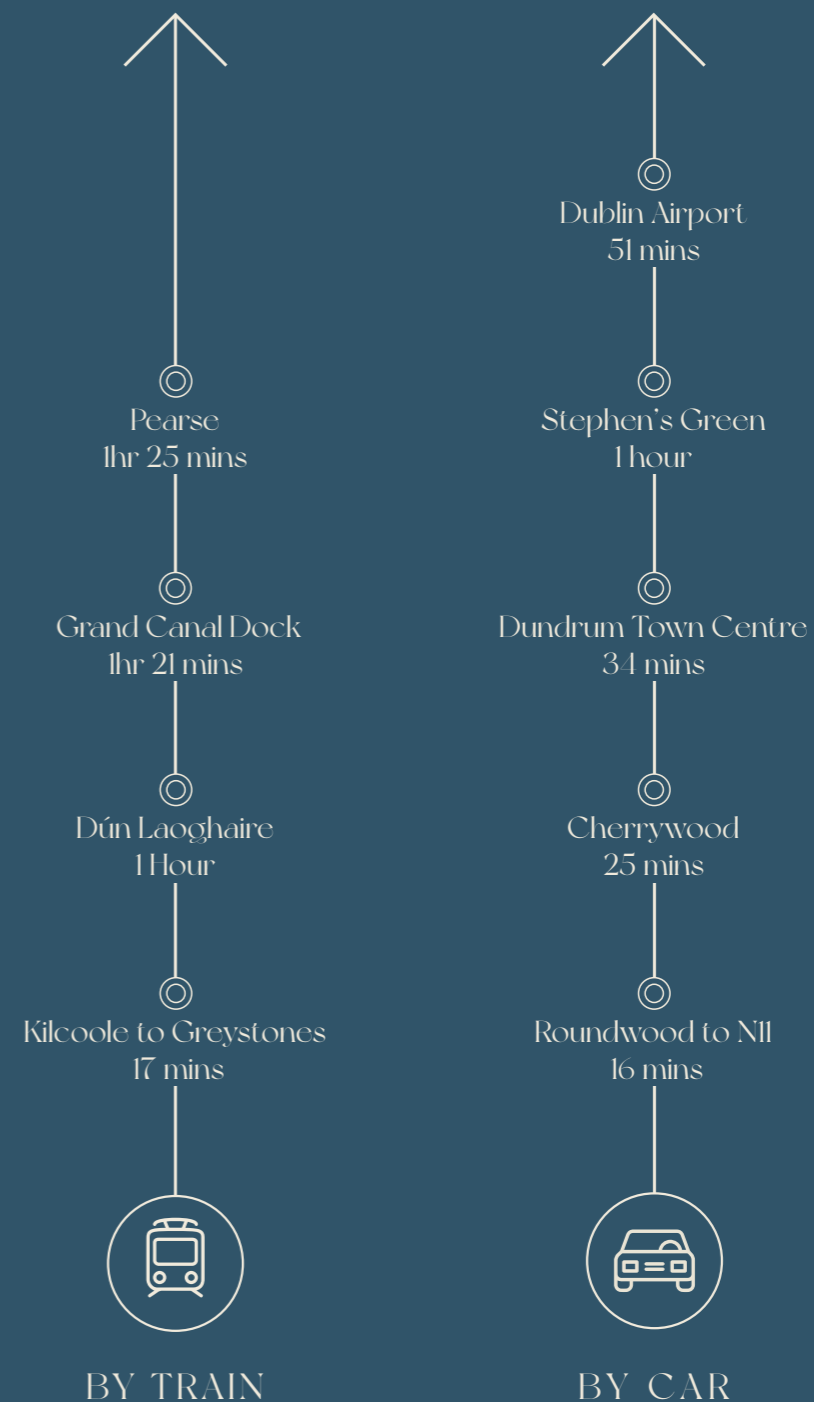 Pearse
1hr 25 mins
Grand Canal Dock
1hr 21 mins
Dún Laoghaire
1 Hour
Kilcoole to Greystones
17 mins
BY TRAIN
Dublin Airport
51 mins
Stephen's Green
1 hour
Dundrum Town Centre
34 mins
Cherrywood
25 mins
Roundwood to N11
16 mins
BY CAR